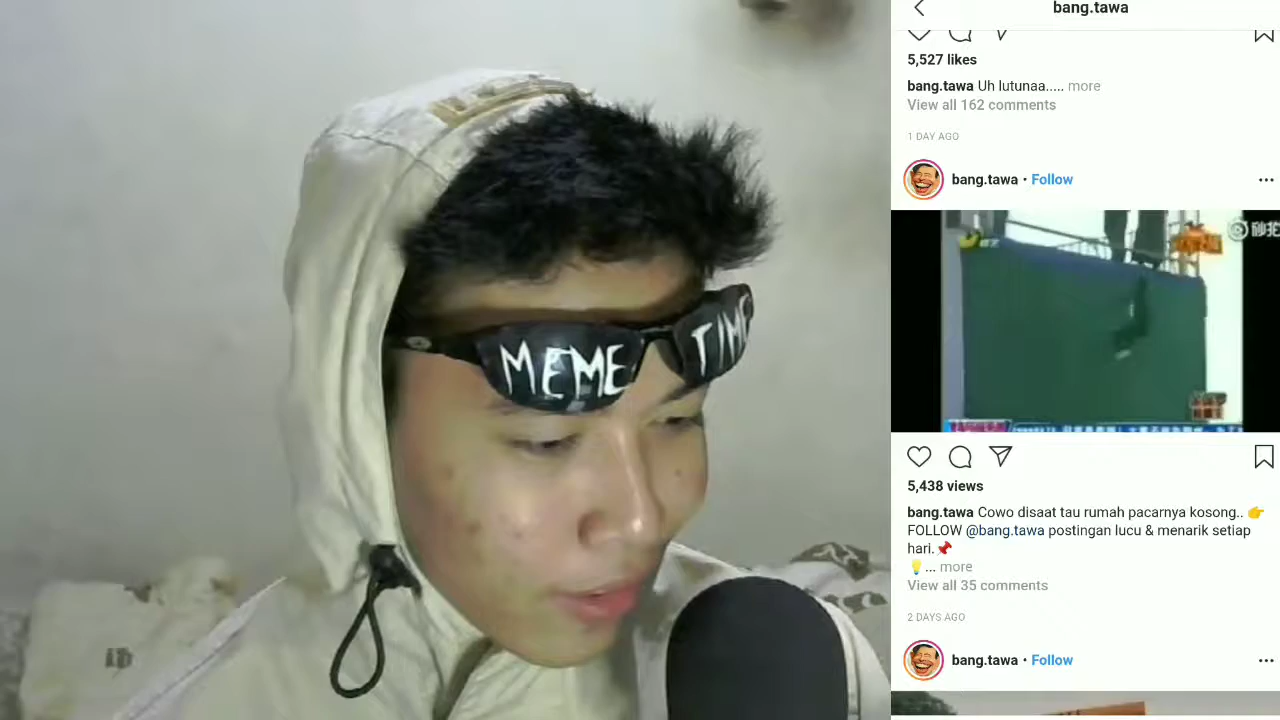 MEME TIME
bang.tawa
5,527 likes
bang.tawa Uh lutunaa..... more
View all 162 comments
1 DAY AGO
bang.tawa • Follow
5,438 views
bang.tawa Cowo disaat tau rumah pacarnya kosong.. 👉
FOLLOW @bang.tawa postingan lucu & menarik setiap
hari.📌
💡... more
View all 35 comments
2 DAYS AGO
bang.tawa • Follow